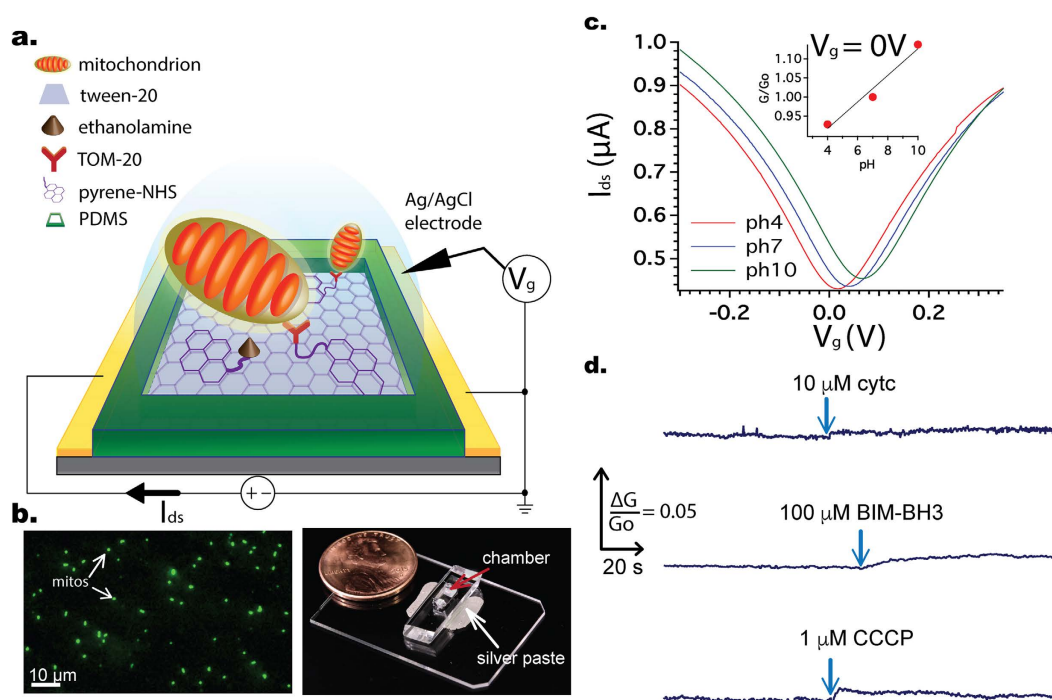 a.
mitochondrion
tween-20
ethanolamine
TOM-20
pyrene-NHS
PDMS
Ag/AgCl
electrode
Vg
+ -
Ids
b.
mitos
10 µm
chamber
silver paste
c.
Vg = 0V
1.10
1.05
1.00
0.95
G/Go
4 6 8 10
pH
1.0
0.9
0.8
0.7
0.6
0.5
Ids (µA)
ph4
ph7
ph10
-0.2 0.0 0.2
Vg (V)
d.
10 µM cytc
ΔG
Go
= 0.05
20 s
100 µM BIM-BH3
1 µM CCCP